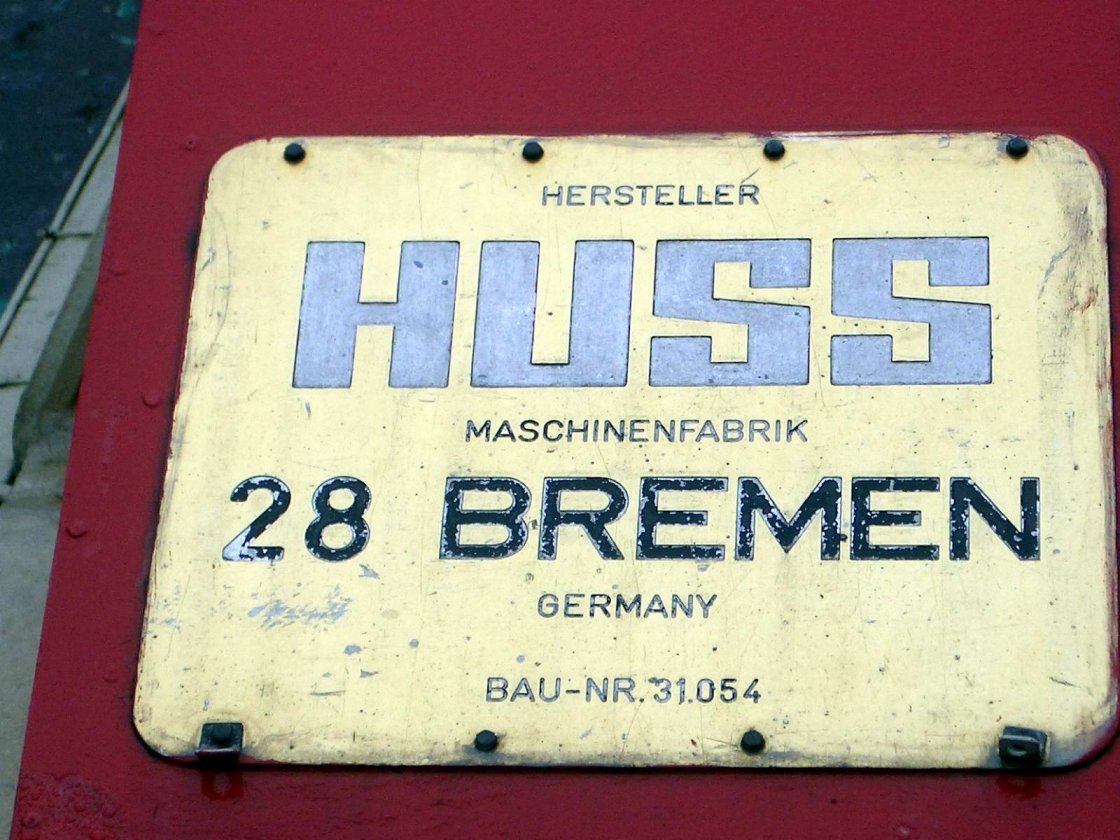 HERSTELLER
HUSS
MASCHINENFABRIK
28 BREMEN
GERMANY
BAU-NR. 31.054